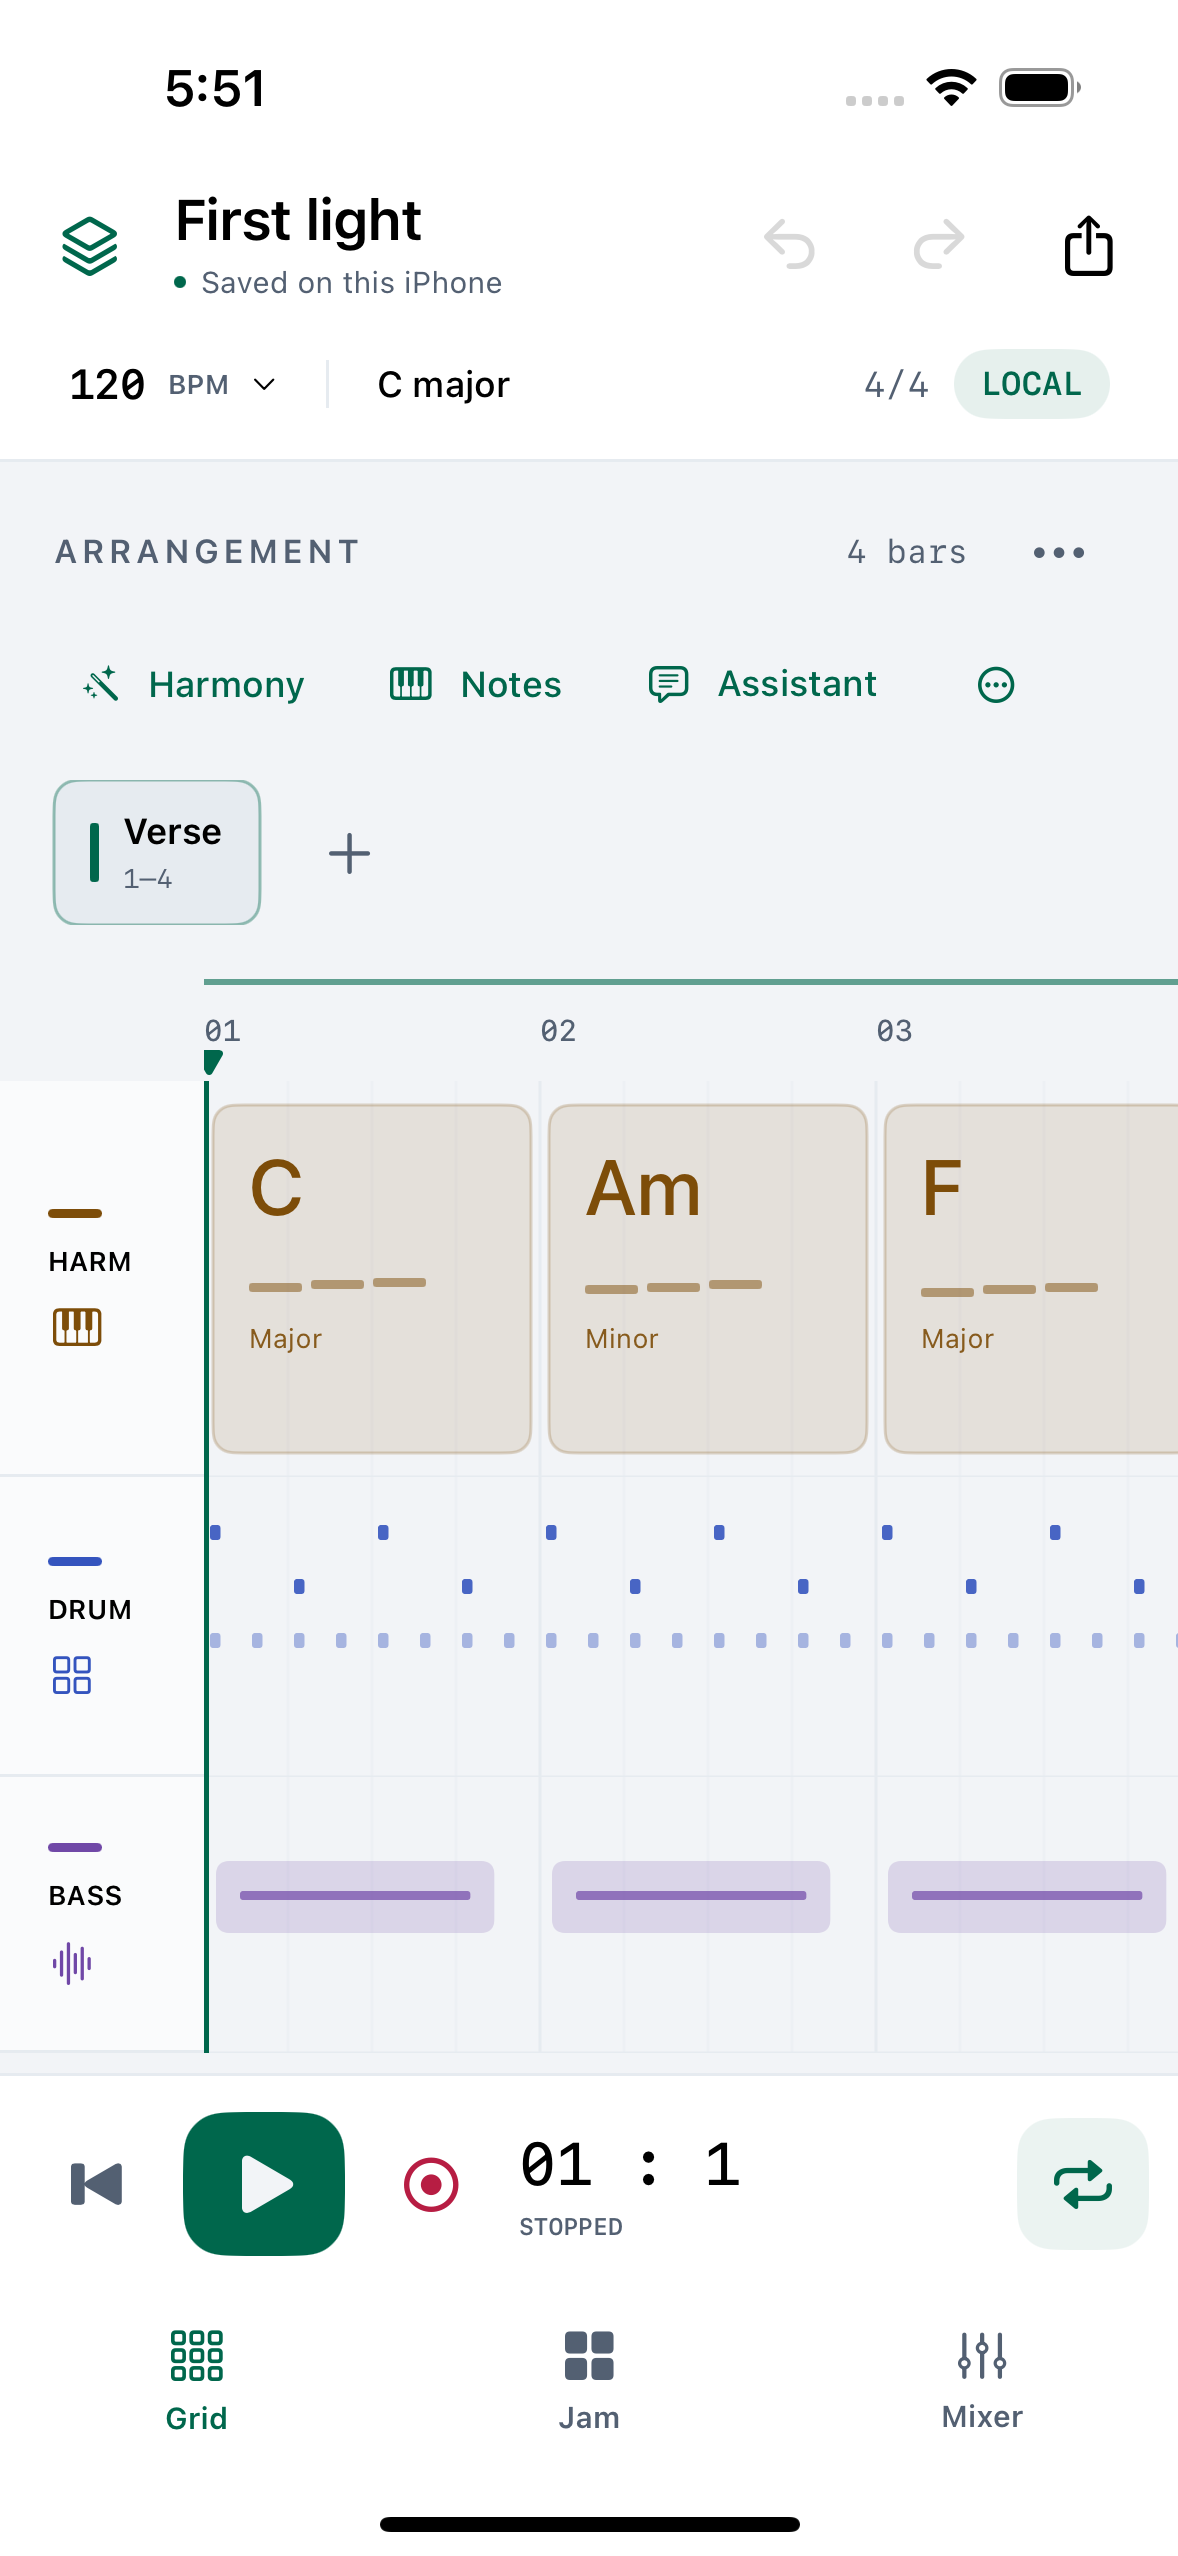 5:51
First light
Saved on this iPhone
120 BPM C major 4/4 LOCAL
ARRANGEMENT 4 bars
Harmony Notes Assistant
Verse
1–4
01 02 03
C Am F
HARM
Major Minor Major
DRUM
BASS
01 : 1
STOPPED
Grid Jam Mixer